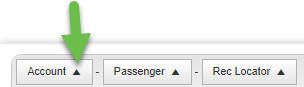 Account ▲ - Passenger ▲ - Rec Locator ▲